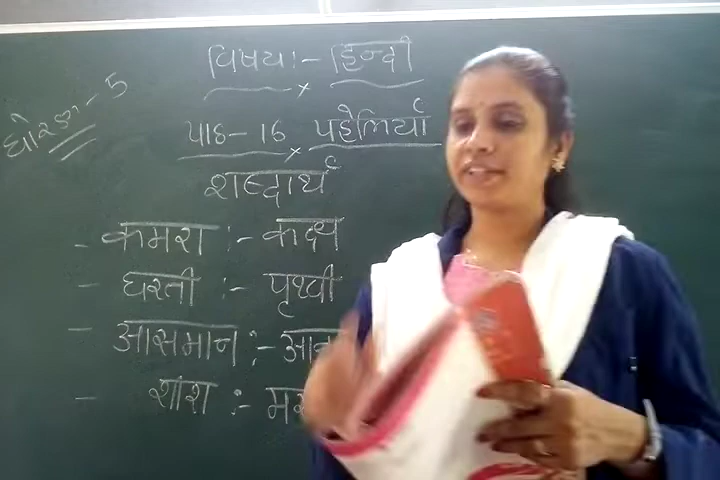 धोरण - 5
विषय :- हिन्दी
पाठ - 16 पहेलियाँ
शब्दार्थ
- कमरा :- कक्ष
- धरती :- पृथ्वी
- आसमान :-
- :-